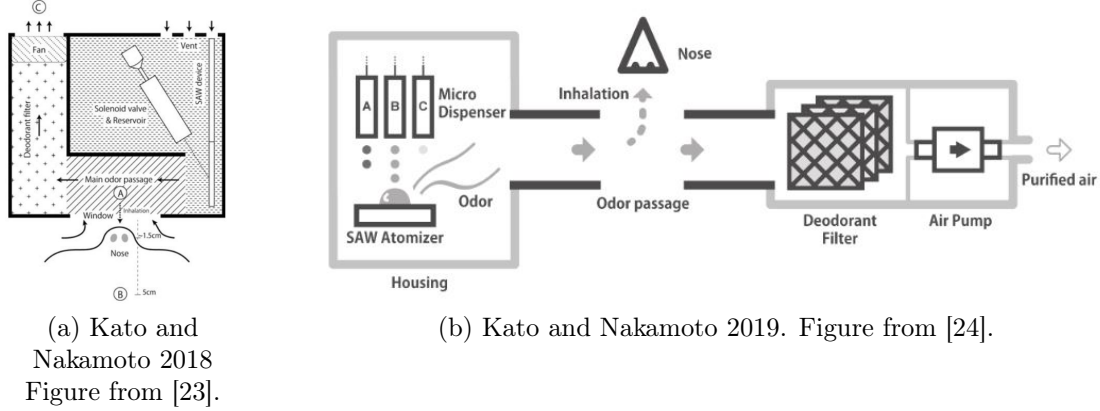 C
Fan
Vent
SAW device
Deodorant filter
Solenoid valve
& Reservoir
Main odor passage
A
Window
Inhalation
1.5cm
Nose
B
5cm
(a) Kato and
Nakamoto 2018
Figure from [23].
Nose
Inhalation
A B C
Micro
Dispenser
Odor
SAW Atomizer
Housing
Odor passage
Deodorant
Filter
Air Pump
Purified air
(b) Kato and Nakamoto 2019. Figure from [24].